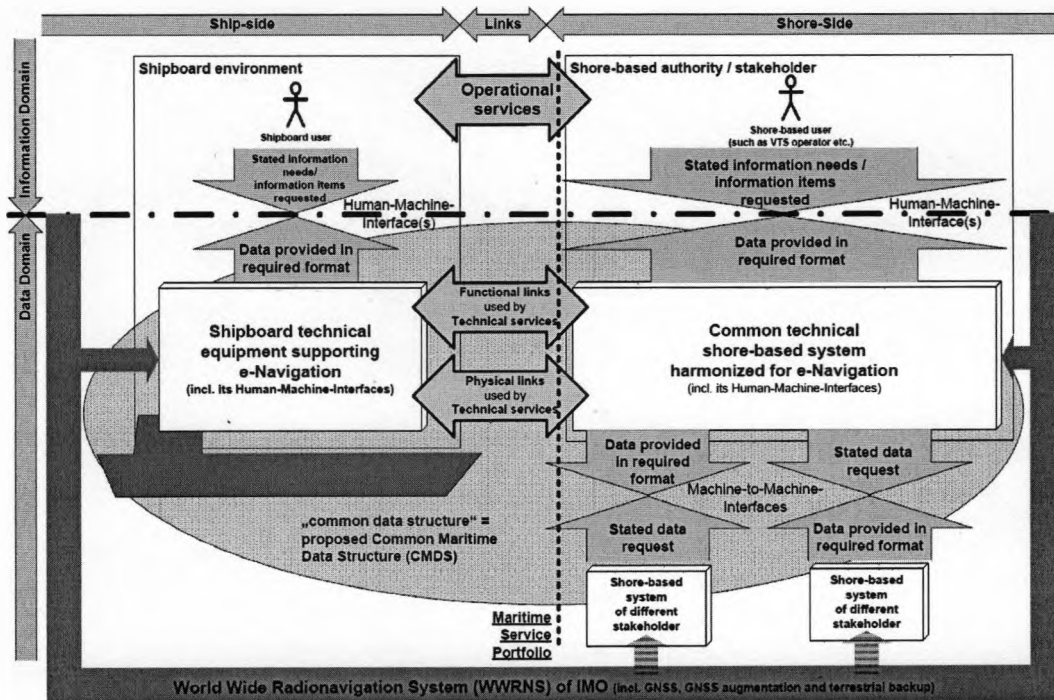 Ship-side
Links
Shore-Side
Information Domain
Data Domain
Shipboard environment
Shipboard user
Stated information
needs/
information items
requested
Human-Machine-
Interface(s)
Data provided in
required format
Shipboard technical
equipment supporting
e-Navigation
(incl. its Human-Machine-Interfaces)
Operational
services
Functional links
used by
Technical services
Physical links
used by
Technical services
Shore-based authority / stakeholder
Shore-based user
(such as VTS operator etc.)
Stated information needs /
information items
requested
Human-Machine-
Interface(s)
Data provided in
required format
Common technical
shore-based system
harmonized for e-Navigation
(incl. its Human-Machine-Interfaces)
Data provided
in required
format
Stated data
request
Machine-to-Machine-
Interfaces
Stated data
request
Data provided in
required format
„common data structure“ =
proposed Common Maritime
Data Structure (CMDS)
Shore-based
system
of different
stakeholder
Shore-based
system
of different
stakeholder
Maritime
Service
Portfolio
World Wide Radionavigation System (WWRNS) of IMO (incl. GNSS, GNSS augmentation and terrestrial backup)